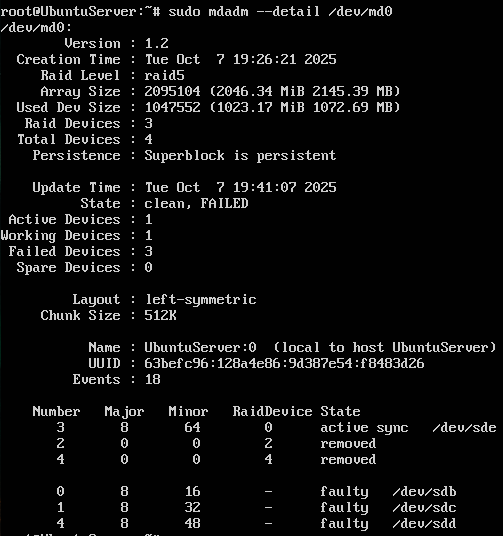 root@UbuntuServer:~# sudo mdadm --detail /dev/md0
/dev/md0:
Version : 1.2
Creation Time : Tue Oct 7 19:26:21 2025
Raid Level : raid5
Array Size : 2095104 (2046.34 MiB 2145.39 MB)
Used Dev Size : 1047552 (1023.17 MiB 1072.69 MB)
Raid Devices : 3
Total Devices : 4
Persistence : Superblock is persistent
Update Time : Tue Oct 7 19:41:07 2025
State : clean, FAILED
Active Devices : 1
Working Devices : 1
Failed Devices : 3
Spare Devices : 0
Layout : left-symmetric
Chunk Size : 512K
Name : UbuntuServer:0 (local to host UbuntuServer)
UUID : 63befc96:128a4e86:9d387e54:f8483d26
Events : 18
Number Major Minor RaidDevice State
3 8 64 0 active sync /dev/sde
2 0 0 2 removed
4 0 0 4 removed
0 8 16 - faulty /dev/sdb
1 8 32 - faulty /dev/sdc
4 8 48 - faulty /dev/sdd